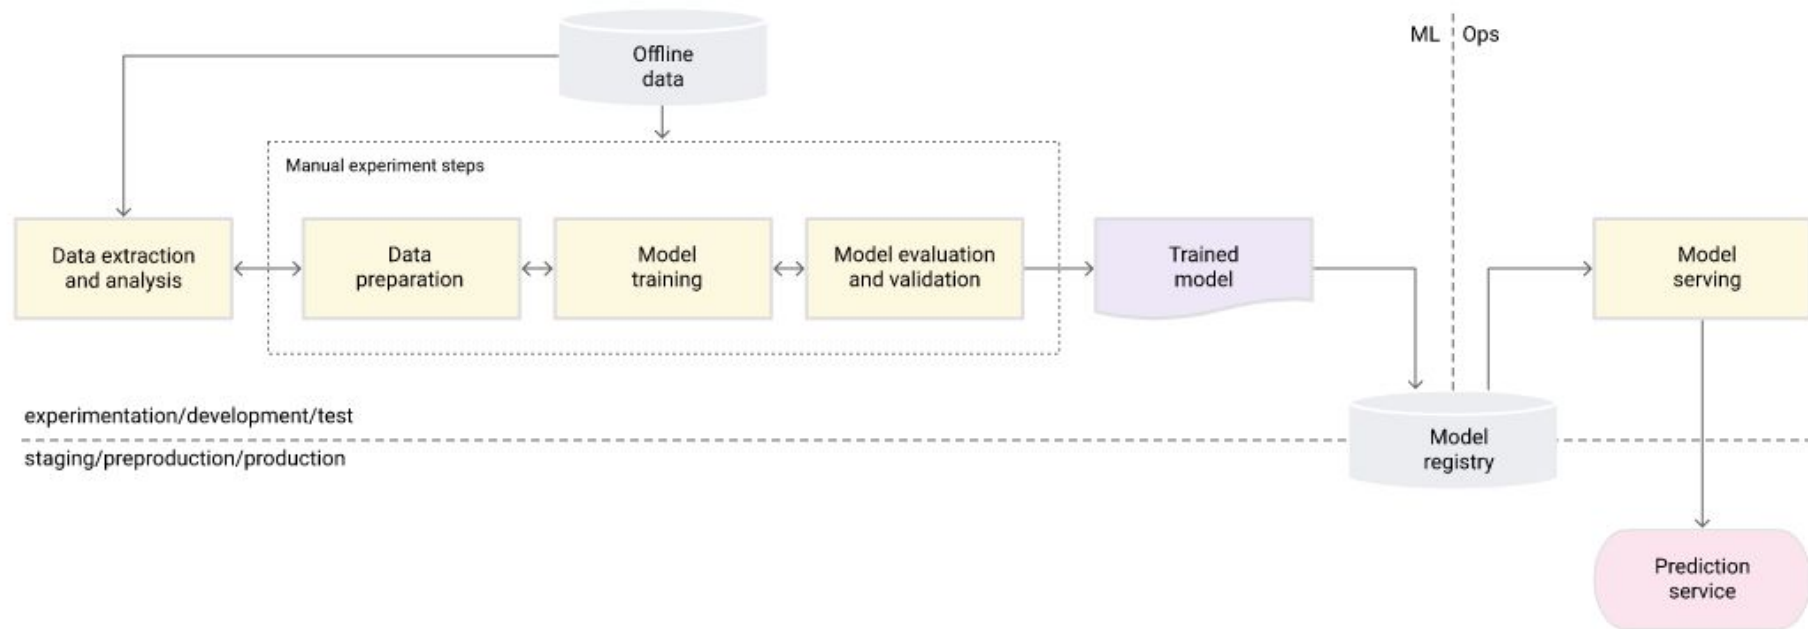 Offline
data
ML
Ops
Manual experiment steps
Data extraction
and analysis
Data
preparation
Model
training
Model evaluation
and validation
Trained
model
Model
serving
experimentation/development/test
staging/preproduction/production
Model
registry
Prediction
service